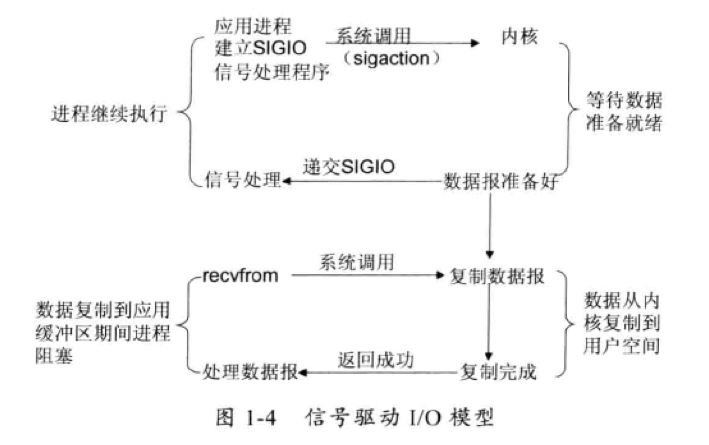 应用进程
建立SIGIO
信号处理程序
系统调用
（sigaction）
内核
进程继续执行
等待数据
准备就绪
信号处理
递交SIGIO
数据报准备好
recvfrom
系统调用
复制数据报
数据复制到应用
缓冲区期间进程
阻塞
数据从内
核复制到
用户空间
处理数据报
返回成功
复制完成
图 1-4 信号驱动 I/O 模型